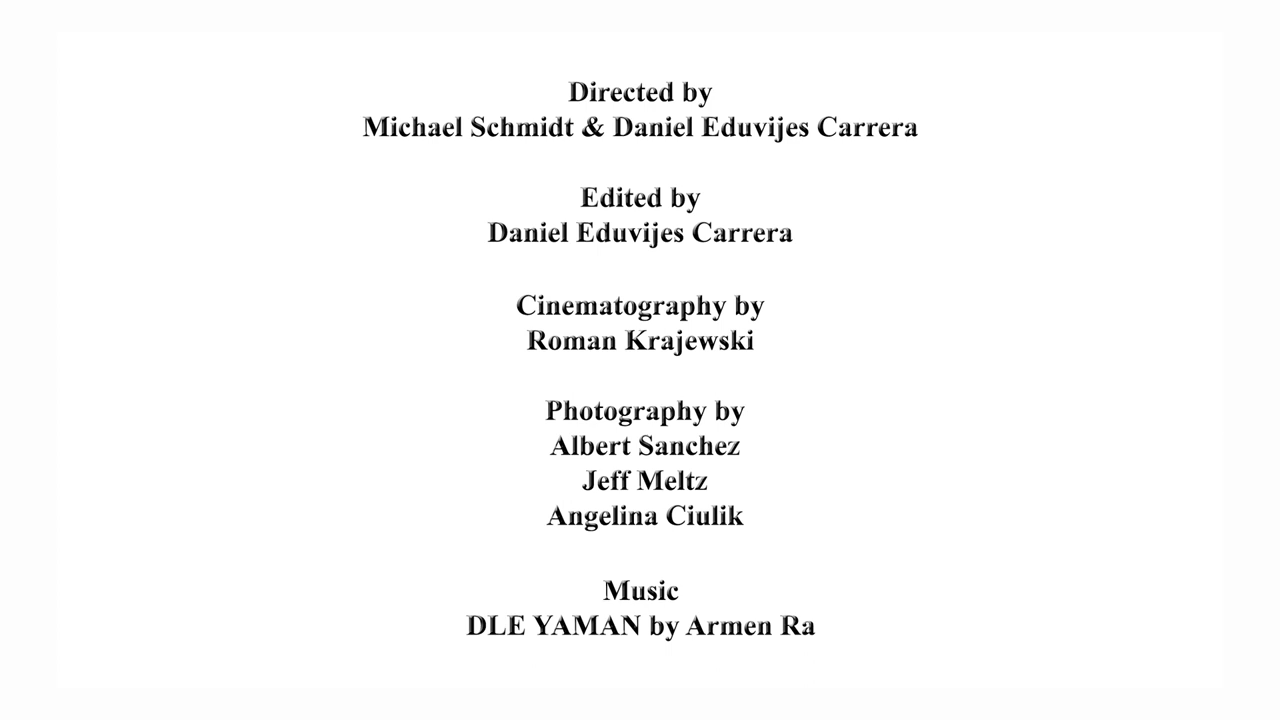 Directed by
Michael Schmidt & Daniel Eduvijes Carrera
Edited by
Daniel Eduvijes Carrera
Cinematography by
Roman Krajewski
Photography by
Albert Sanchez
Jeff Meltz
Angelina Ciulik
Music
DLE YAMAN by Armen Ra